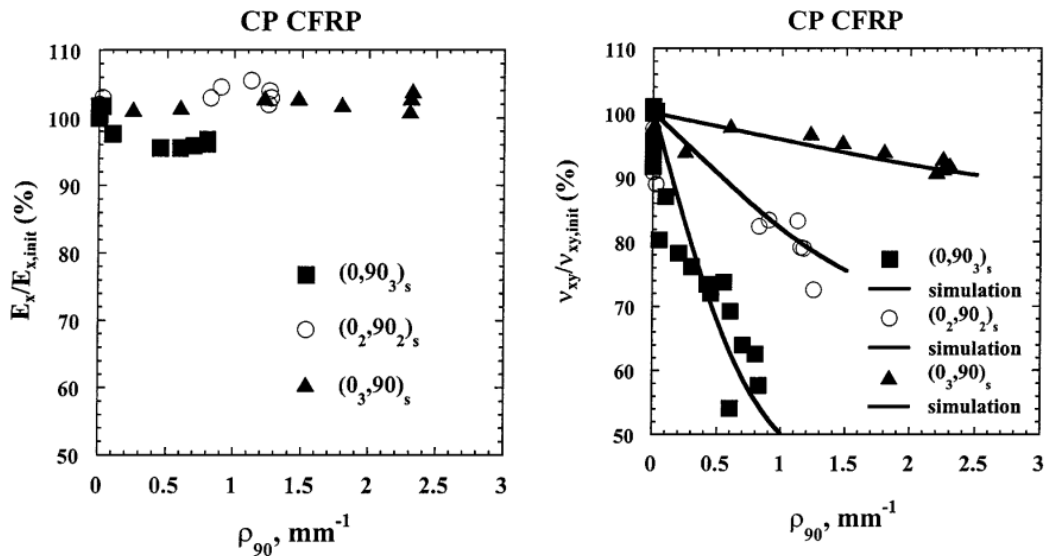 CP CFRP
110
100
90
80
70
60
50
E_x/E_x,init (%)
(0,90_3)_s
(0_2,90_2)_s
(0_3,90)_s
0 0.5 1 1.5 2 2.5 3
ρ_90, mm^-1
CP CFRP
110
100
90
80
70
60
50
ν_xy/ν_xy,init (%)
(0,90_3)_s
simulation
(0_2,90_2)_s
simulation
(0_3,90)_s
simulation
0 0.5 1 1.5 2 2.5 3
ρ_90, mm^-1